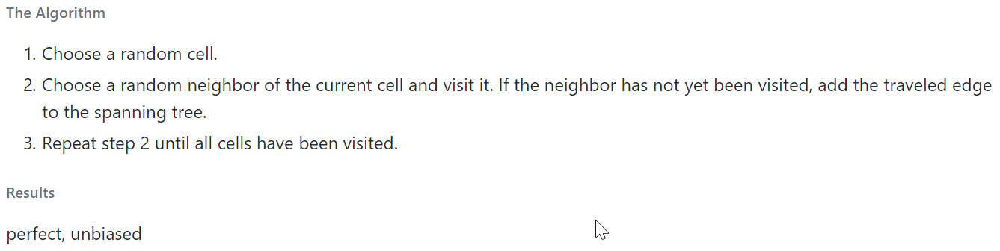 The Algorithm
1. Choose a random cell.
2. Choose a random neighbor of the current cell and visit it. If the neighbor has not yet been visited, add the traveled edge
to the spanning tree.
3. Repeat step 2 until all cells have been visited.
Results
perfect, unbiased